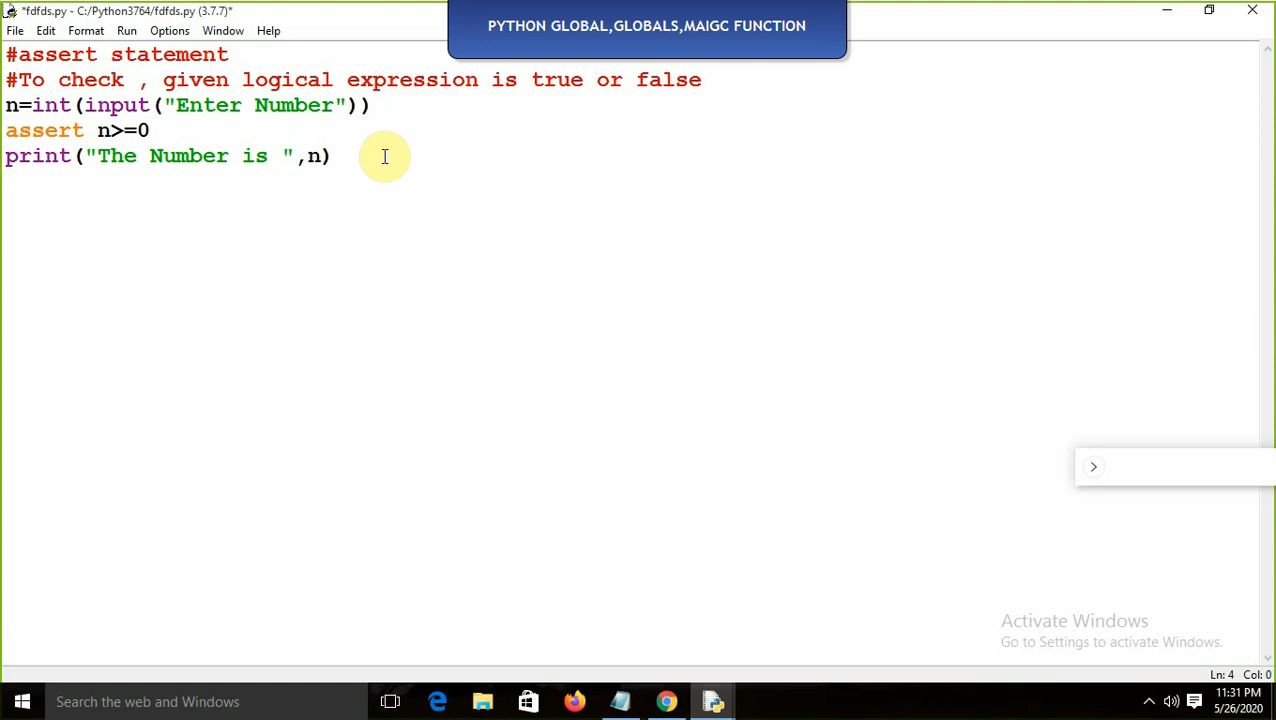 *fdfds.py - C:/Python3764/fdfds.py (3.7.7)*
PYTHON GLOBAL,GLOBALS,MAIGC FUNCTION
File Edit Format Run Options Window Help
#assert statement
#To check , given logical expression is true or false
n=int(input("Enter Number"))
assert n>=0
print("The Number is ",n)
Activate Windows
Go to Settings to activate Windows.
Ln: 4 Col: 0
Search the web and Windows
11:31 PM
5/26/2020